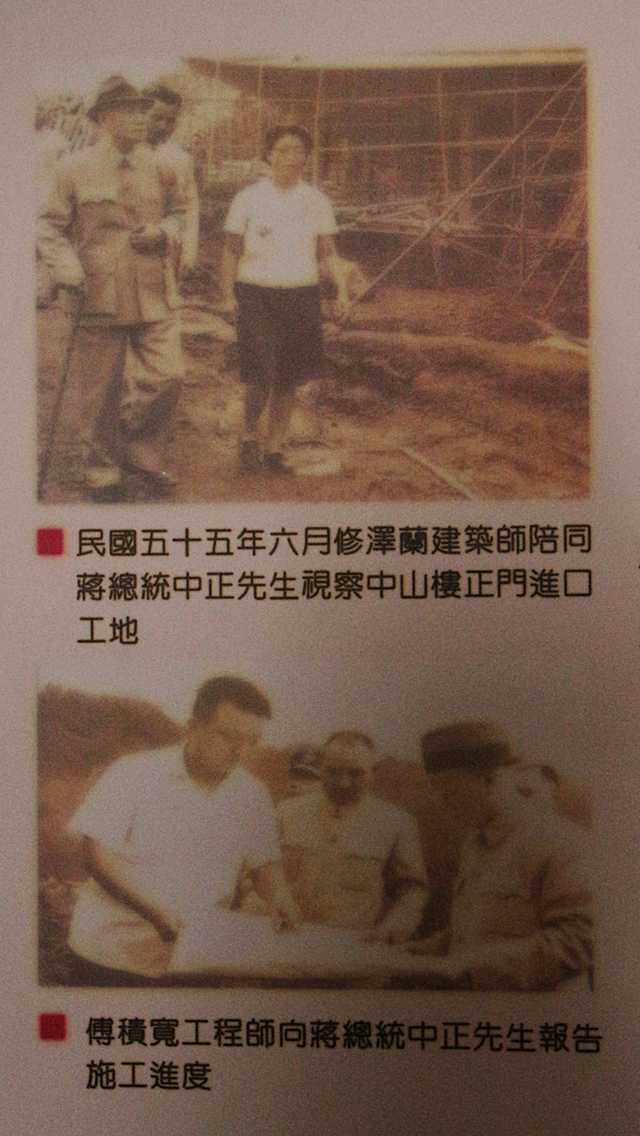 民國五十五年六月修澤蘭建築師陪同
蔣總統中正先生視察中山樓正門進口
工地
傅積寬工程師向蔣總統中正先生報告
施工進度